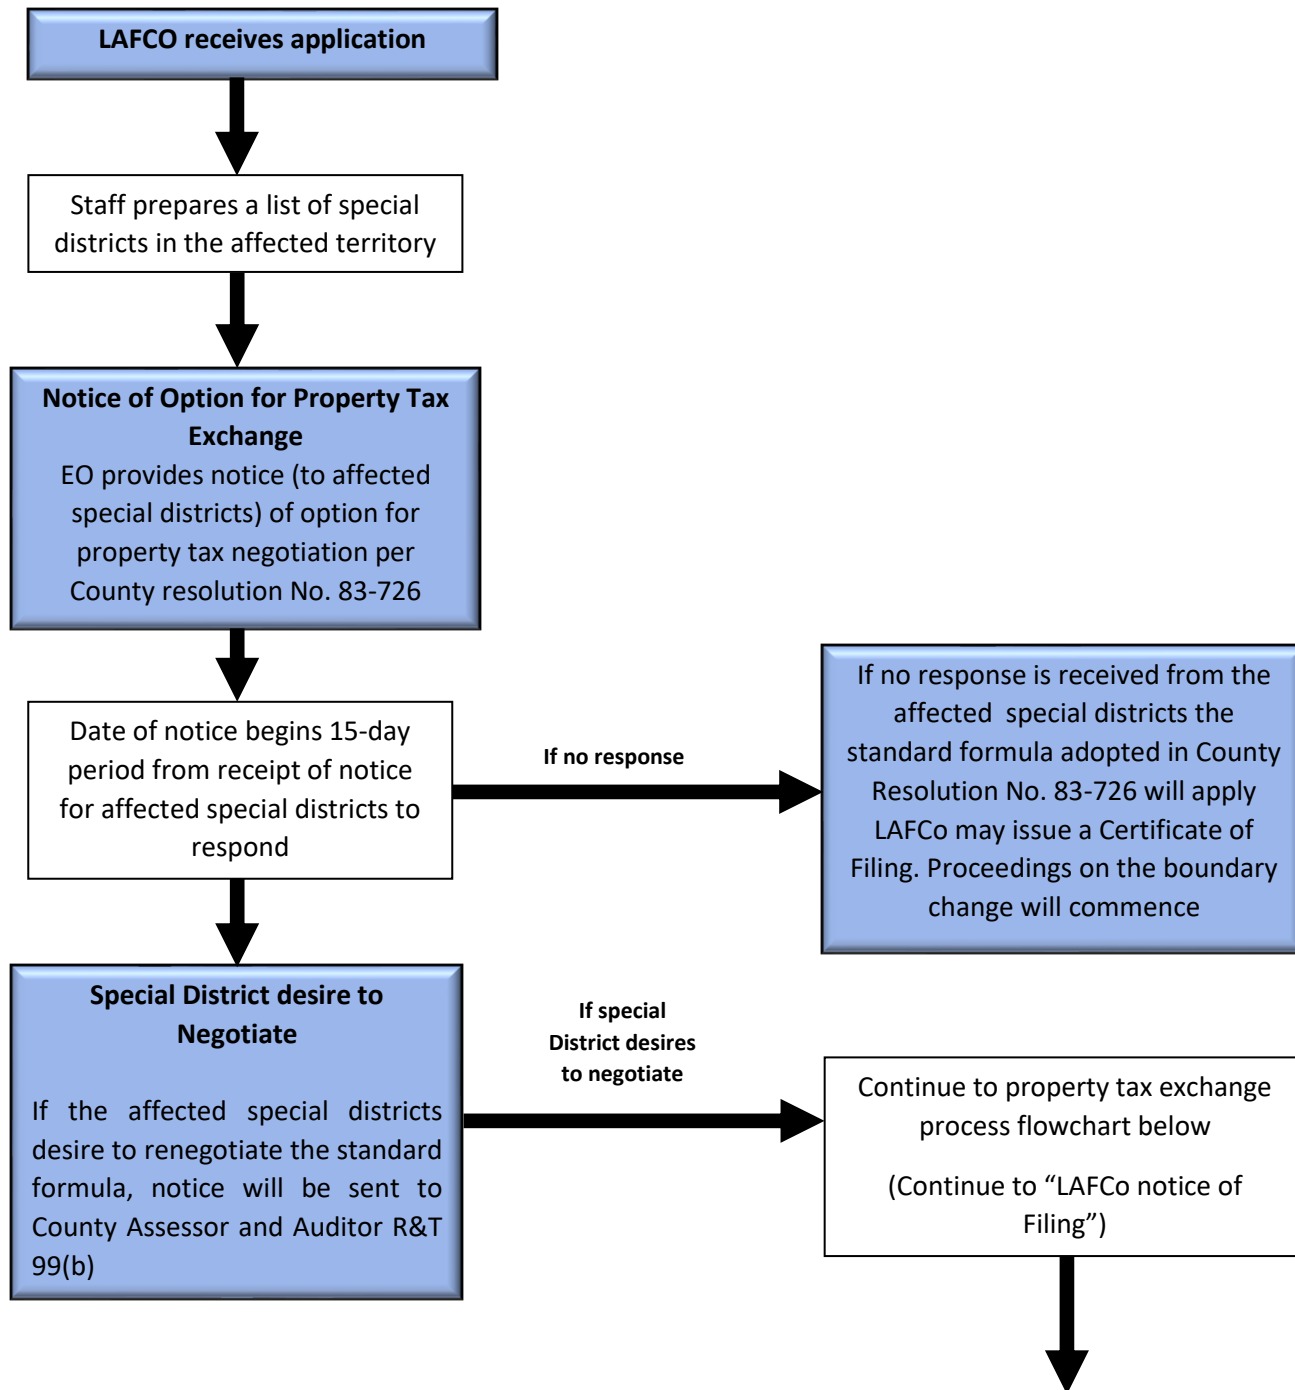 LAFCO receives application
Staff prepares a list of special
districts in the affected territory
Notice of Option for Property Tax
Exchange
EO provides notice (to affected
special districts) of option for
property tax negotiation per
County resolution No. 83-726
Date of notice begins 15-day
period from receipt of notice
for affected special districts to
respond
If no response
If no response is received from the
affected  special districts the
standard formula adopted in County
Resolution No. 83-726 will apply
LAFCo may issue a Certificate of
Filing. Proceedings on the boundary
change will commence
Special District desire to
Negotiate
If the affected special districts
desire to renegotiate the standard
formula, notice will be sent to
County Assessor and Auditor R&T
99(b)
If special
District desires
to negotiate
Continue to property tax exchange
process flowchart below
(Continue to “LAFCo notice of
Filing”)